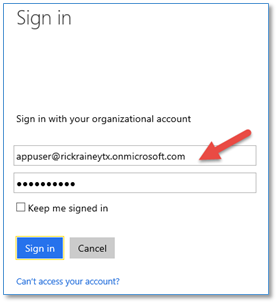 Sign in
Sign in with your organizational account
appuser@rickraineytx.onmicrosoft.com
●●●●●●●●●●
Keep me signed in
Sign in Cancel
Can't access your account?